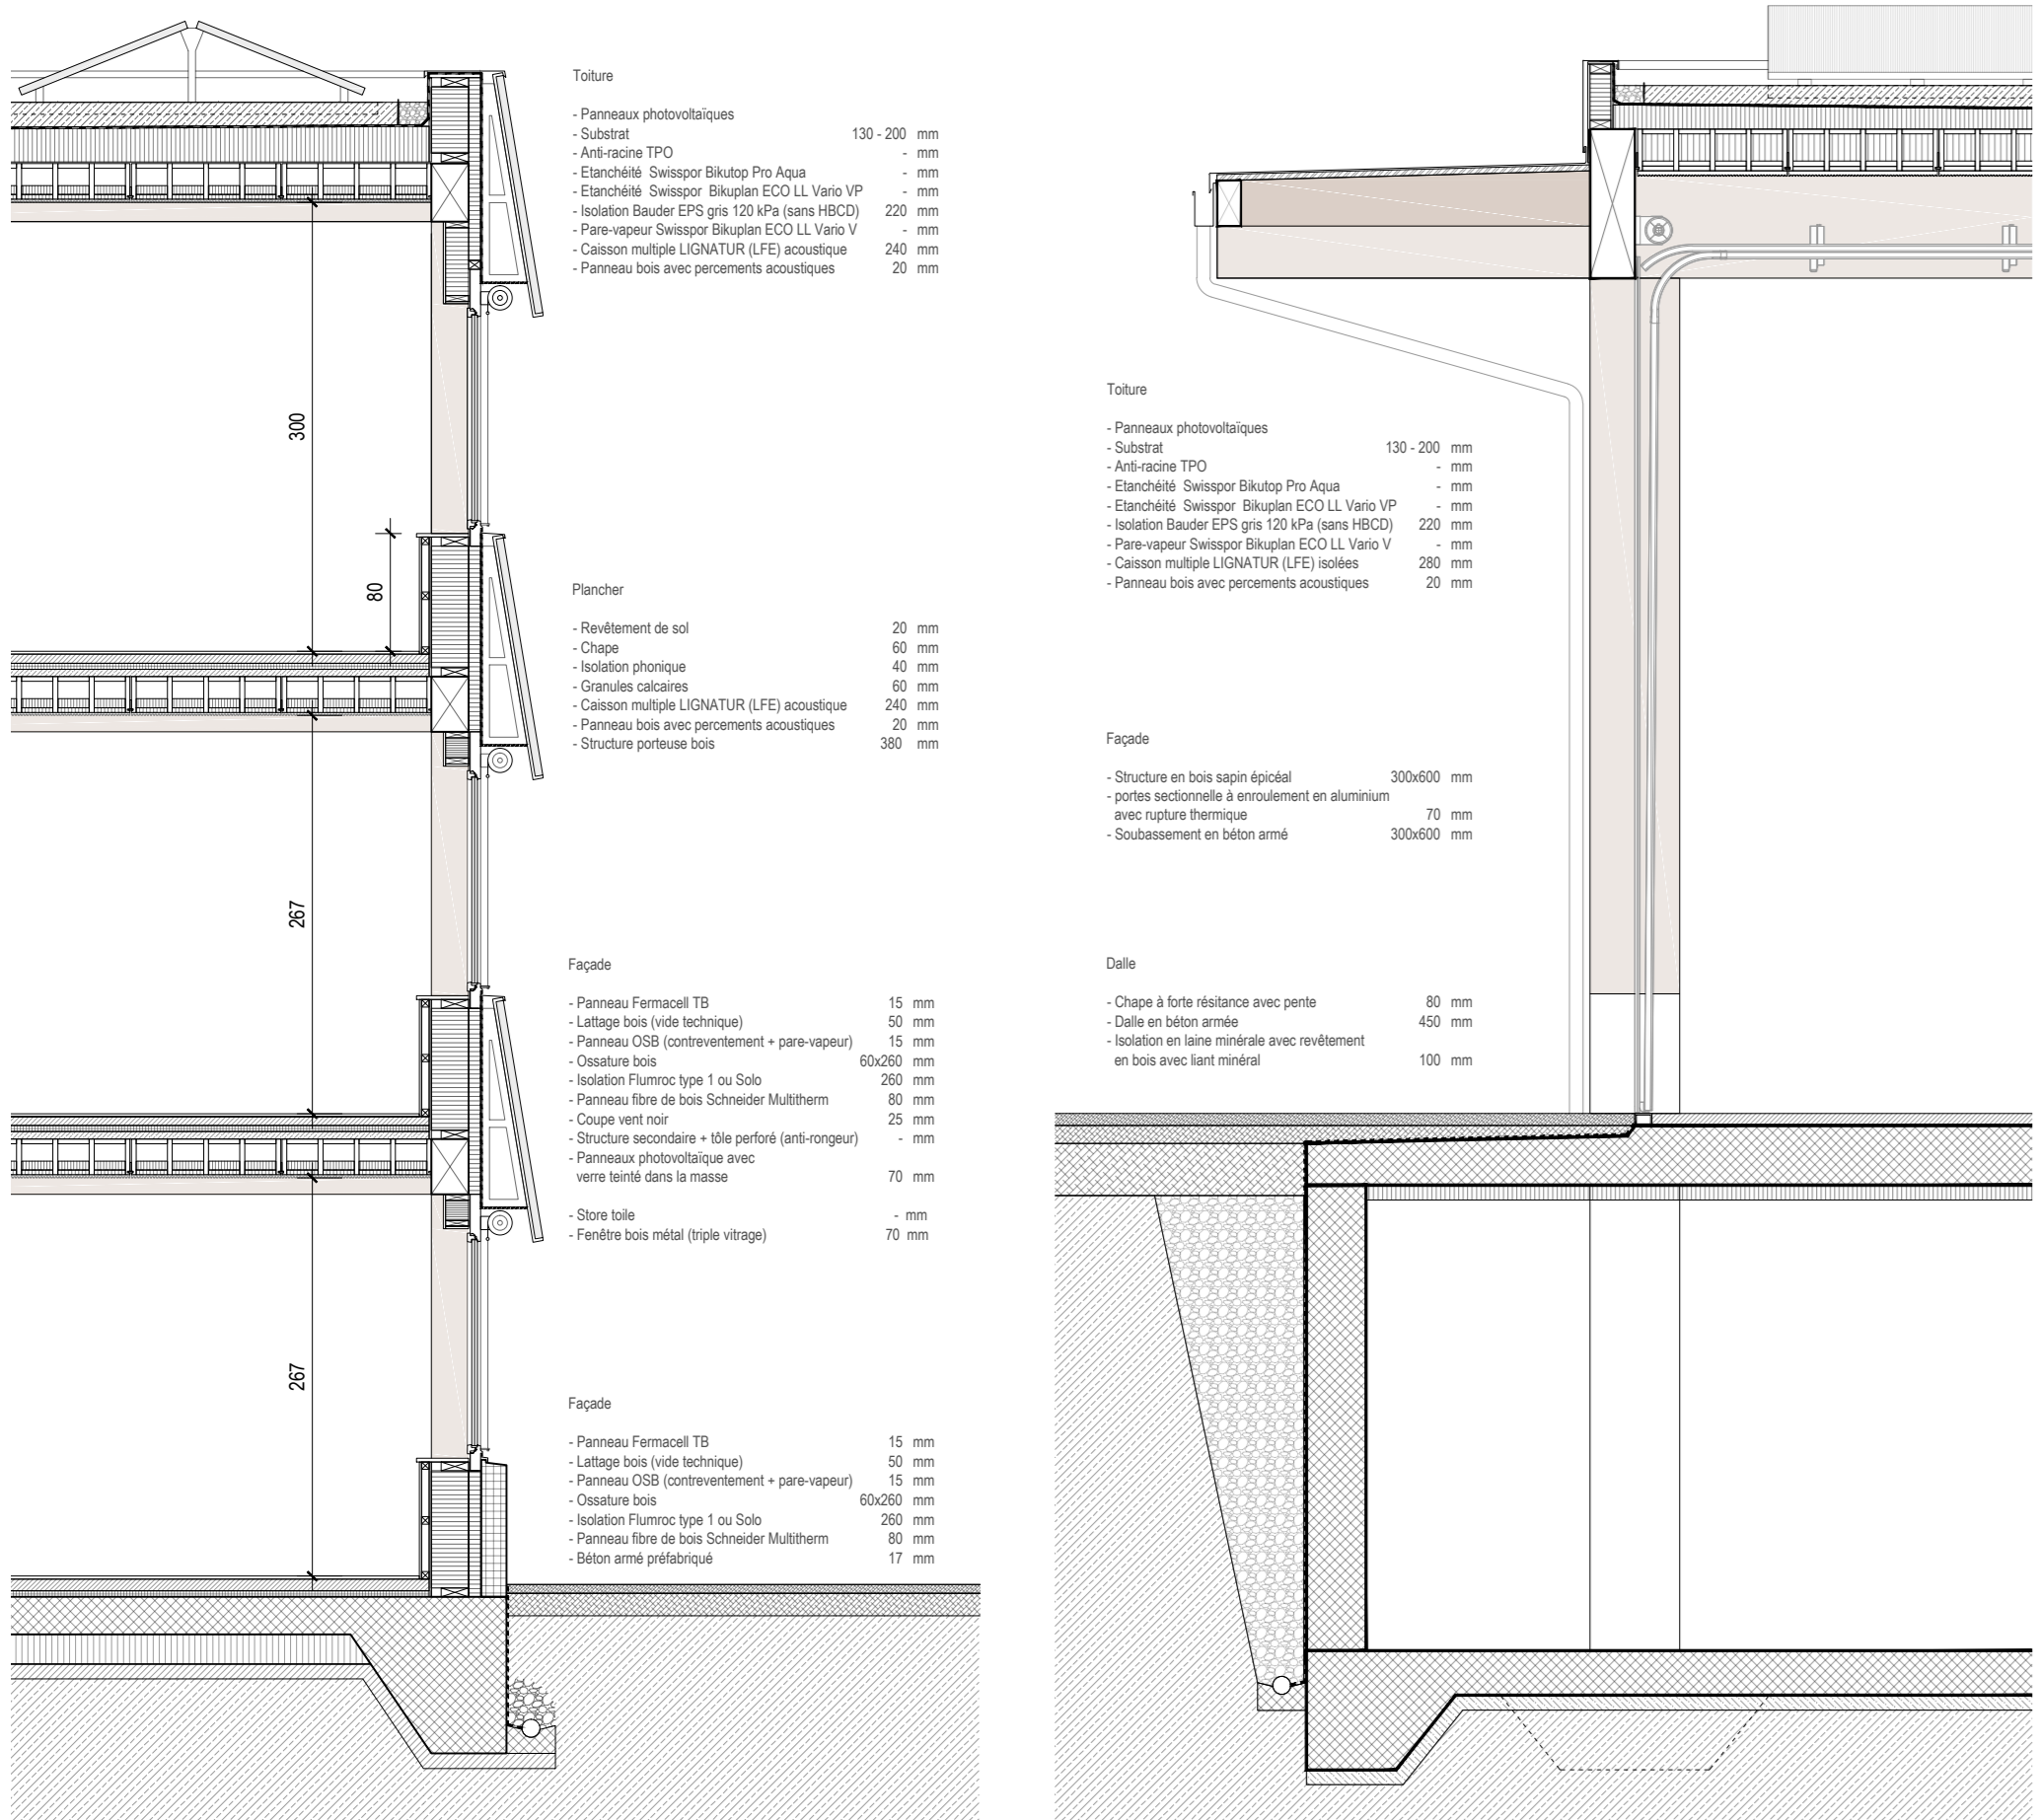 Toiture
- Panneaux photovoltaïques
- Substrat 130 - 200 mm
- Anti-racine TPO - mm
- Etanchéité Swisspor Bikutop Pro Aqua - mm
- Etanchéité Swisspor Bikuplan ECO LL Vario VP - mm
- Isolation Bauder EPS gris 120 kPa (sans HBCD) 220 mm
- Pare-vapeur Swisspor Bikuplan ECO LL Vario V - mm
- Caisson multiple LIGNATUR (LFE) acoustique 240 mm
- Panneau bois avec percements acoustiques 20 mm
300
80
Plancher
- Revêtement de sol 20 mm
- Chape 60 mm
- Isolation phonique 40 mm
- Granules calcaires 60 mm
- Caisson multiple LIGNATUR (LFE) acoustique 240 mm
- Panneau bois avec percements acoustiques 20 mm
- Structure porteuse bois 380 mm
267
Façade
- Panneau Fermacell TB 15 mm
- Lattage bois (vide technique) 50 mm
- Panneau OSB (contreventement + pare-vapeur) 15 mm
- Ossature bois 60x260 mm
- Isolation Flumroc type 1 ou Solo 260 mm
- Panneau fibre de bois Schneider Multitherm 80 mm
- Coupe vent noir 25 mm
- Structure secondaire + tôle perforé (anti-rongeur) - mm
- Panneaux photovoltaïque avec
verre teinté dans la masse 70 mm
- Store toile - mm
- Fenêtre bois métal (triple vitrage) 70 mm
267
Façade
- Panneau Fermacell TB 15 mm
- Lattage bois (vide technique) 50 mm
- Panneau OSB (contreventement + pare-vapeur) 15 mm
- Ossature bois 60x260 mm
- Isolation Flumroc type 1 ou Solo 260 mm
- Panneau fibre de bois Schneider Multitherm 80 mm
- Béton armé préfabriqué 17 mm
Toiture
- Panneaux photovoltaïques
- Substrat 130 - 200 mm
- Anti-racine TPO - mm
- Etanchéité Swisspor Bikutop Pro Aqua - mm
- Etanchéité Swisspor Bikuplan ECO LL Vario VP - mm
- Isolation Bauder EPS gris 120 kPa (sans HBCD) 220 mm
- Pare-vapeur Swisspor Bikuplan ECO LL Vario V - mm
- Caisson multiple LIGNATUR (LFE) isolées 280 mm
- Panneau bois avec percements acoustiques 20 mm
Façade
- Structure en bois sapin épicéal 300x600 mm
- portes sectionnelle à enroulement en aluminium
avec rupture thermique 70 mm
- Soubassement en béton armé 300x600 mm
Dalle
- Chape à forte résitance avec pente 80 mm
- Dalle en béton armée 450 mm
- Isolation en laine minérale avec revêtement
en bois avec liant minéral 100 mm